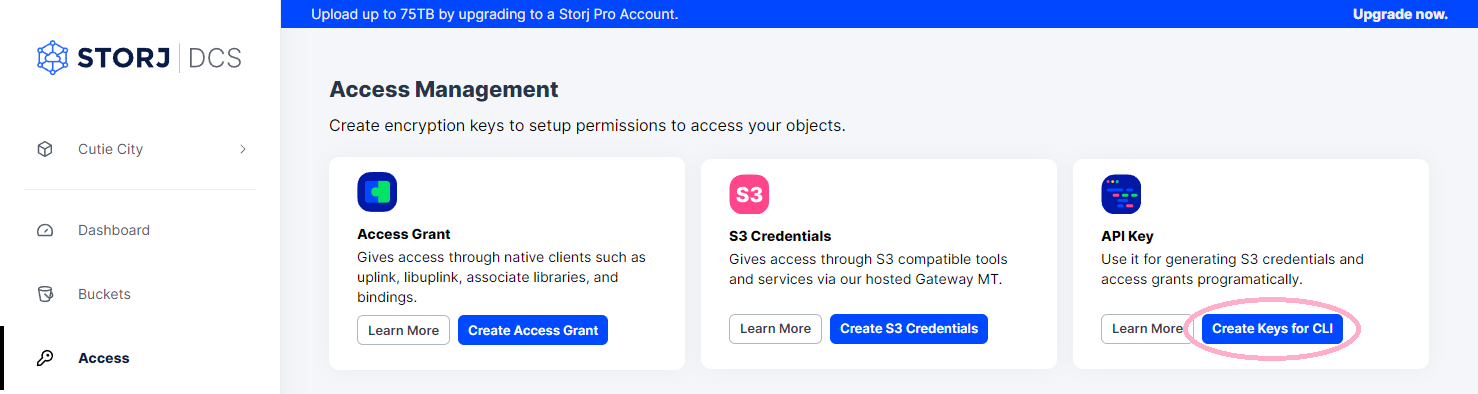 Upload up to 75TB by upgrading to a Storj Pro Account.
Upgrade now.
STORJ DCS
Cutie City
Dashboard
Buckets
Access
Access Management
Create encryption keys to setup permissions to access your objects.
Access Grant
Gives access through native clients such as
uplink, libuplink, associate libraries, and
bindings.
Learn More
Create Access Grant
S3
S3 Credentials
Gives access through S3 compatible tools
and services via our hosted Gateway MT.
Learn More
Create S3 Credentials
API Key
Use it for generating S3 credentials and
access grants programatically.
Learn More
Create Keys for CLI